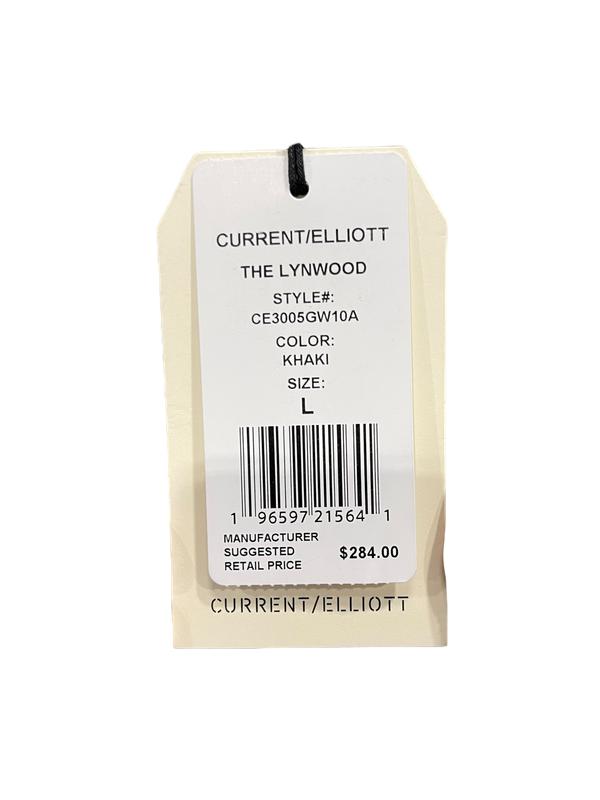 CURRENT/ELLIOTT
THE LYNWOOD
STYLE#:
CE3005GW10A
COLOR:
KHAKI
SIZE:
L
1 96597 21564 1
MANUFACTURER
SUGGESTED
RETAIL PRICE
$284.00
CURRENT/ELLIOTT